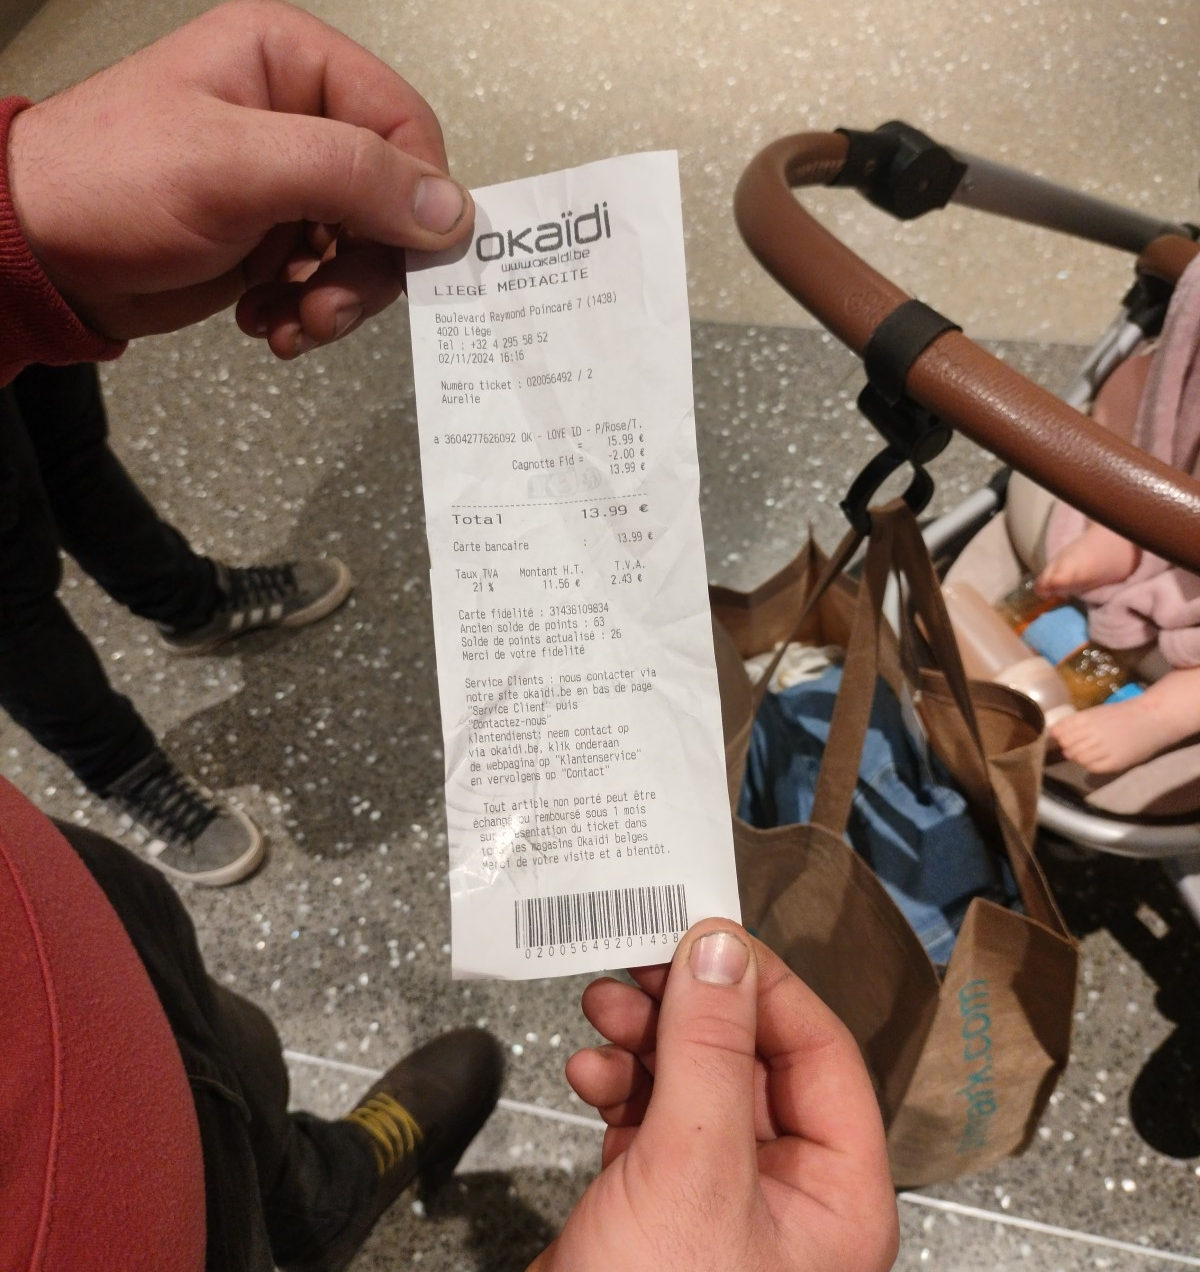 okaïdi
www.okaidi.be
LIEGE MEDIACITE
Boulevard Raymond Poincaré 7 (1438)
4020 Liége
Tel : +32 4 295 58 52
02/11/2024 16:16
Numéro ticket : 020056492 / 2
Aurelie
a 3604277626092 OK - LOVE ID - P/Rose/T.
= 15.99 €
Cagnotte Fid = -2.00 €
13.99 €
Total 13.99 €
Carte bancaire : 13.99 €
Taux TVA Montant H.T. T.V.A.
21 % 11.56 € 2.43 €
Carte fidelité : 31436109834
Ancien solde de points : 63
Solde de points actualisé : 26
Merci de votre fidelité
Service Clients : nous contacter via
notre site okaidi.be en bas de page
"Service Client" puis
"Contactez-nous"
klantendienst: neem contact op
via okaidi.be, klik onderaan
de webpagina op "Klantenservice"
en vervolgens op "Contact"
Tout article non porté peut être
échangé ou remboursé sous 1 mois
sur présentation du ticket dans
tous les magasins Okaidi belges
Merci de votre visite et à bientôt.
02005649201438
mark.com